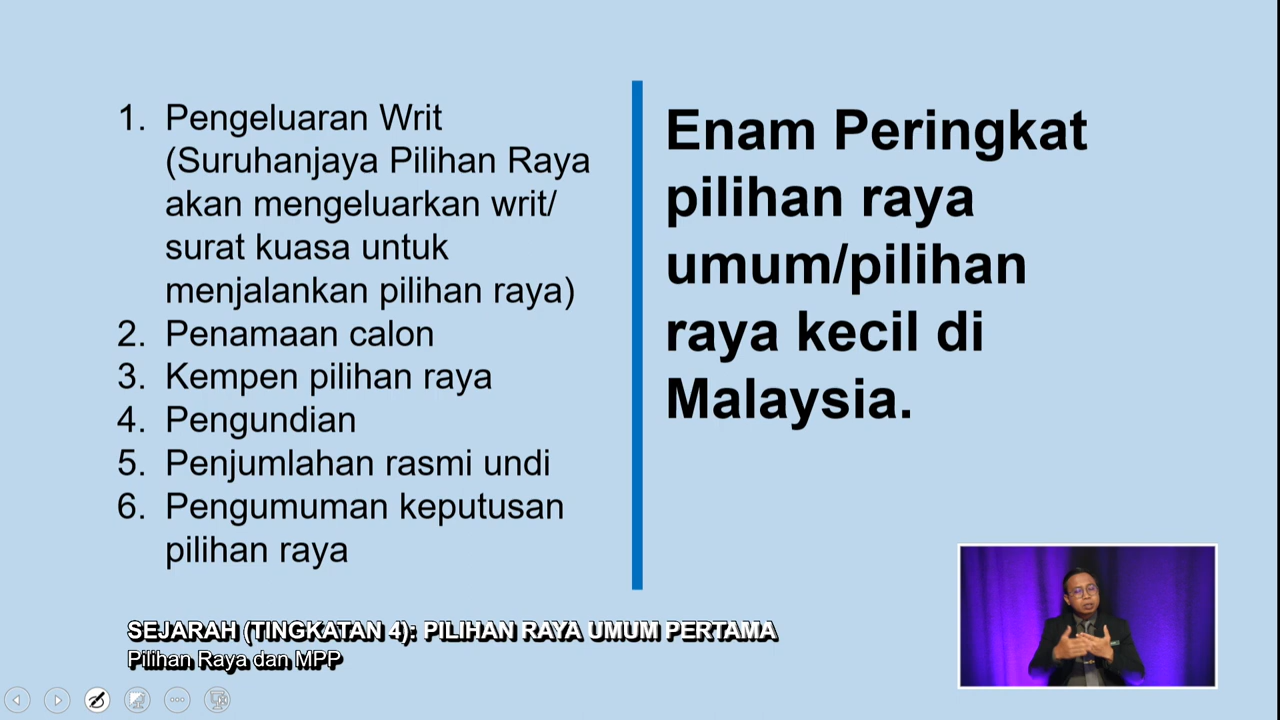 1. Pengeluaran Writ
(Suruhanjaya Pilihan Raya
akan mengeluarkan writ/
surat kuasa untuk
menjalankan pilihan raya)
2. Penamaan calon
3. Kempen pilihan raya
4. Pengundian
5. Penjumlahan rasmi undi
6. Pengumuman keputusan
pilihan raya
Enam Peringkat
pilihan raya
umum/pilihan
raya kecil di
Malaysia.
SEJARAH (TINGKATAN 4): PILIHAN RAYA UMUM PERTAMA
Pilihan Raya dan MPP